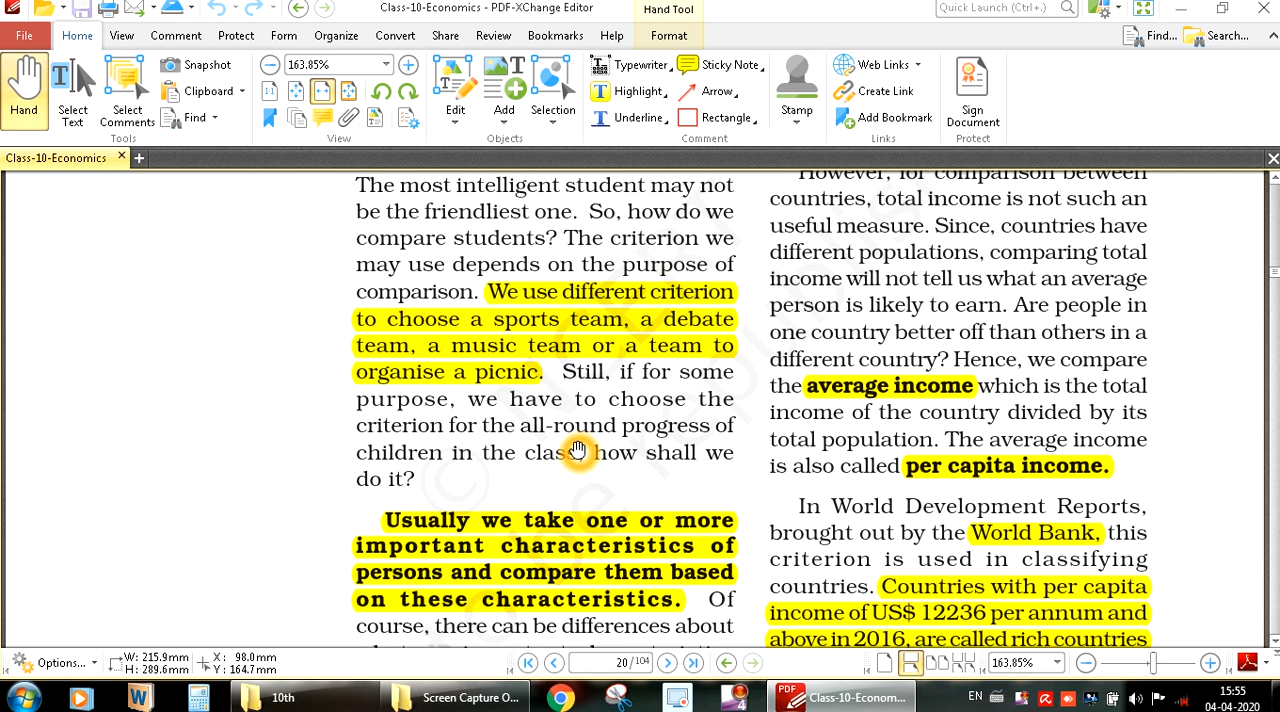 Class-10-Economics - PDF-XChange Editor
Hand Tool
Quick Launch (Ctrl+.)
File
Home
View
Comment
Protect
Form
Organize
Convert
Share
Review
Bookmarks
Help
Format
Find...
Search...
Hand
Select Text
Select Comments
Snapshot
Clipboard
Find
Tools
163.85%
View
Edit
Add
Selection
Objects
Typewriter
Highlight
Underline
Sticky Note
Arrow
Rectangle
Stamp
Comment
Web Links
Create Link
Add Bookmark
Links
Sign Document
Protect
Class-10-Economics
The most intelligent student may not
be the friendliest one. So, how do we
compare students? The criterion we
may use depends on the purpose of
comparison. We use different criterion
to choose a sports team, a debate
team, a music team or a team to
organise a picnic. Still, if for some
purpose, we have to choose the
criterion for the all-round progress of
children in the class, how shall we
do it?
Usually we take one or more
important characteristics of
persons and compare them based
on these characteristics. Of
course, there can be differences about
However, for comparison between
countries, total income is not such an
useful measure. Since, countries have
different populations, comparing total
income will not tell us what an average
person is likely to earn. Are people in
one country better off than others in a
different country? Hence, we compare
the average income which is the total
income of the country divided by its
total population. The average income
is also called per capita income.
In World Development Reports,
brought out by the World Bank, this
criterion is used in classifying
countries. Countries with per capita
income of US$ 12236 per annum and
above in 2016, are called rich countries
Options...
W: 215.9mm
H: 289.6mm
X: 98.0mm
Y: 164.7mm
20 / 104
163.85%
10th
Screen Capture O...
PDF
Class-10-Econom...
EN
15:55
04-04-2020